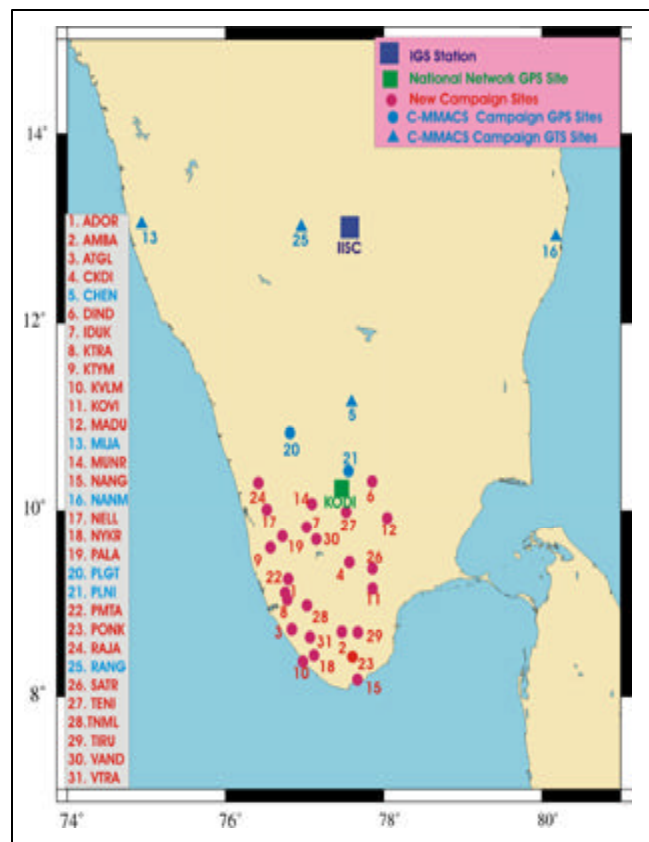 IGS Station
National Network GPS Site
New Campaign Sites
C-MMACS Campaign GPS Sites
C-MMACS Campaign GTS Sites
14°
12°
10°
8°
1. ADOR
2. AMBA
3. ATGL
4. CKDI
5. CHEN
6. DIND
7. IDUK
8. KTRA
9. KTYM
10. KVLM
11. KOVI
12. MADU
13. MIJA
14. MUNR
15. NANG
16. NANM
17. NELL
18. NYKR
19. PALA
20. PLGT
21. PLNI
22. PMTA
23. PONK
24. RAJA
25. RANG
26. SATR
27. TENI
28. TNML
29. TIRU
30. VAND
31. VTRA
13
25
IISC
16
5
20
21
KODI
6
24
14
17
7
27
12
19
30
9
4
26
22
1
11
8
28
3
31
2
29
10
18
23
15
74°
76°
78°
80°